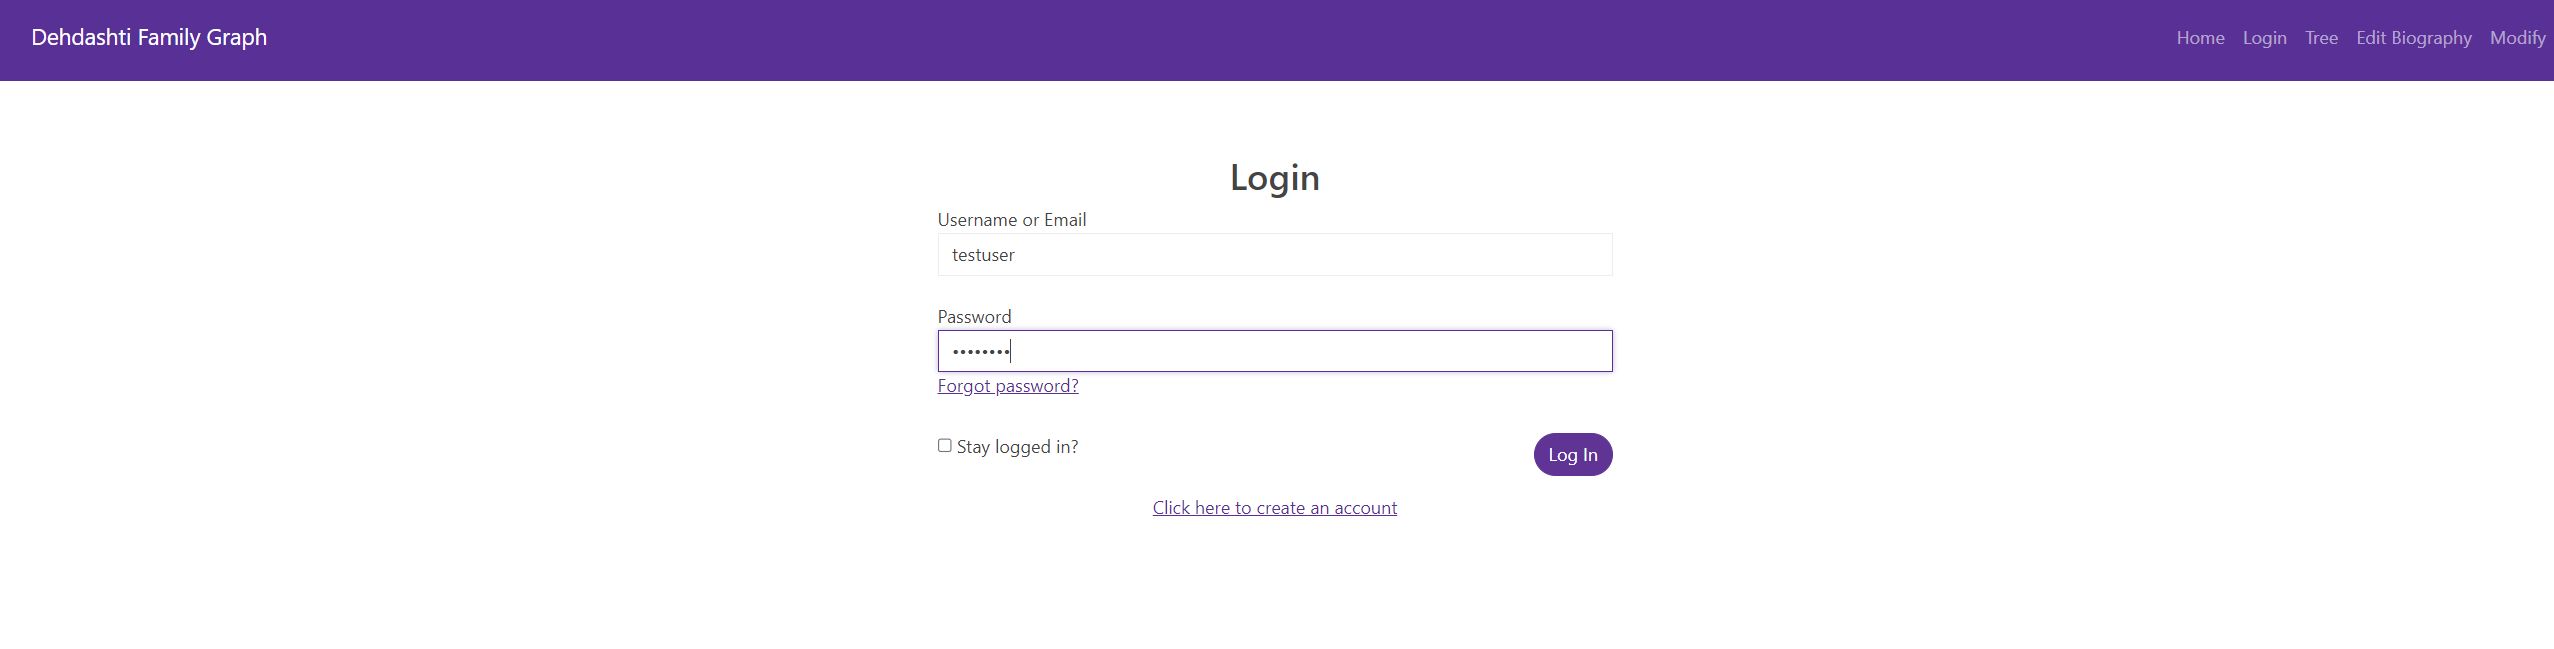 Dehdashti Family Graph
Home Login Tree Edit Biography Modify
Login
Username or Email
testuser
Password
••••••••
Forgot password?
Stay logged in?
Log In
Click here to create an account